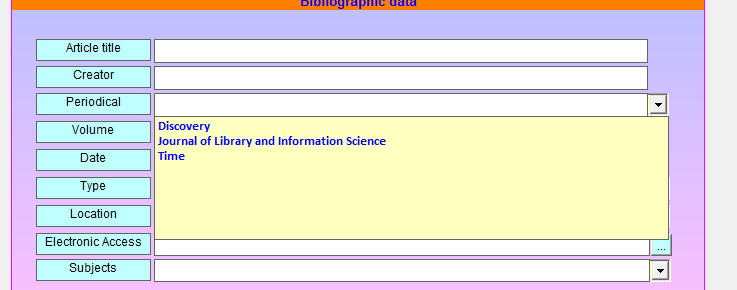 Bibliographic data
Article title
Creator
Periodical
Discovery
Journal of Library and Information Science
Time
Volume
Date
Type
Location
Electronic Access
...
Subjects